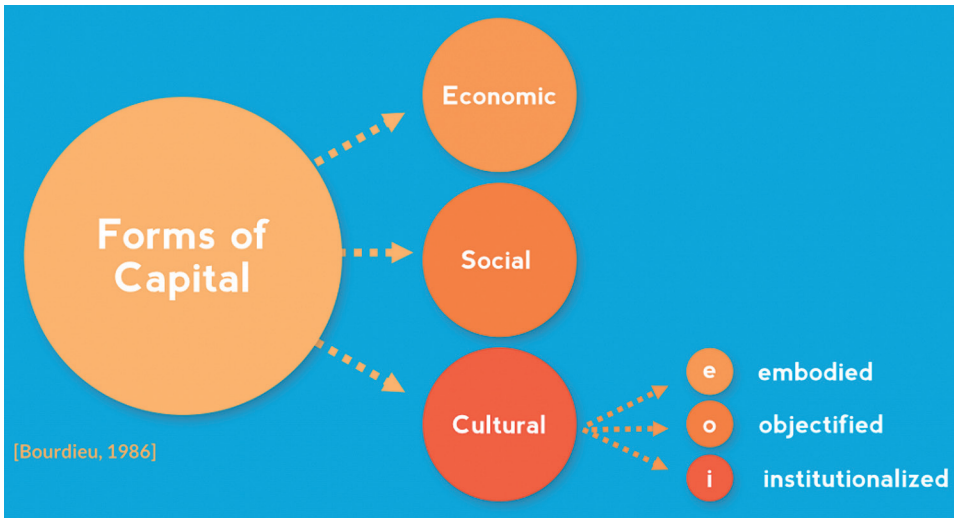 Economic
Forms of
Capital
Social
Cultural
e embodied
o objectified
i institutionalized
[Bourdieu, 1986]